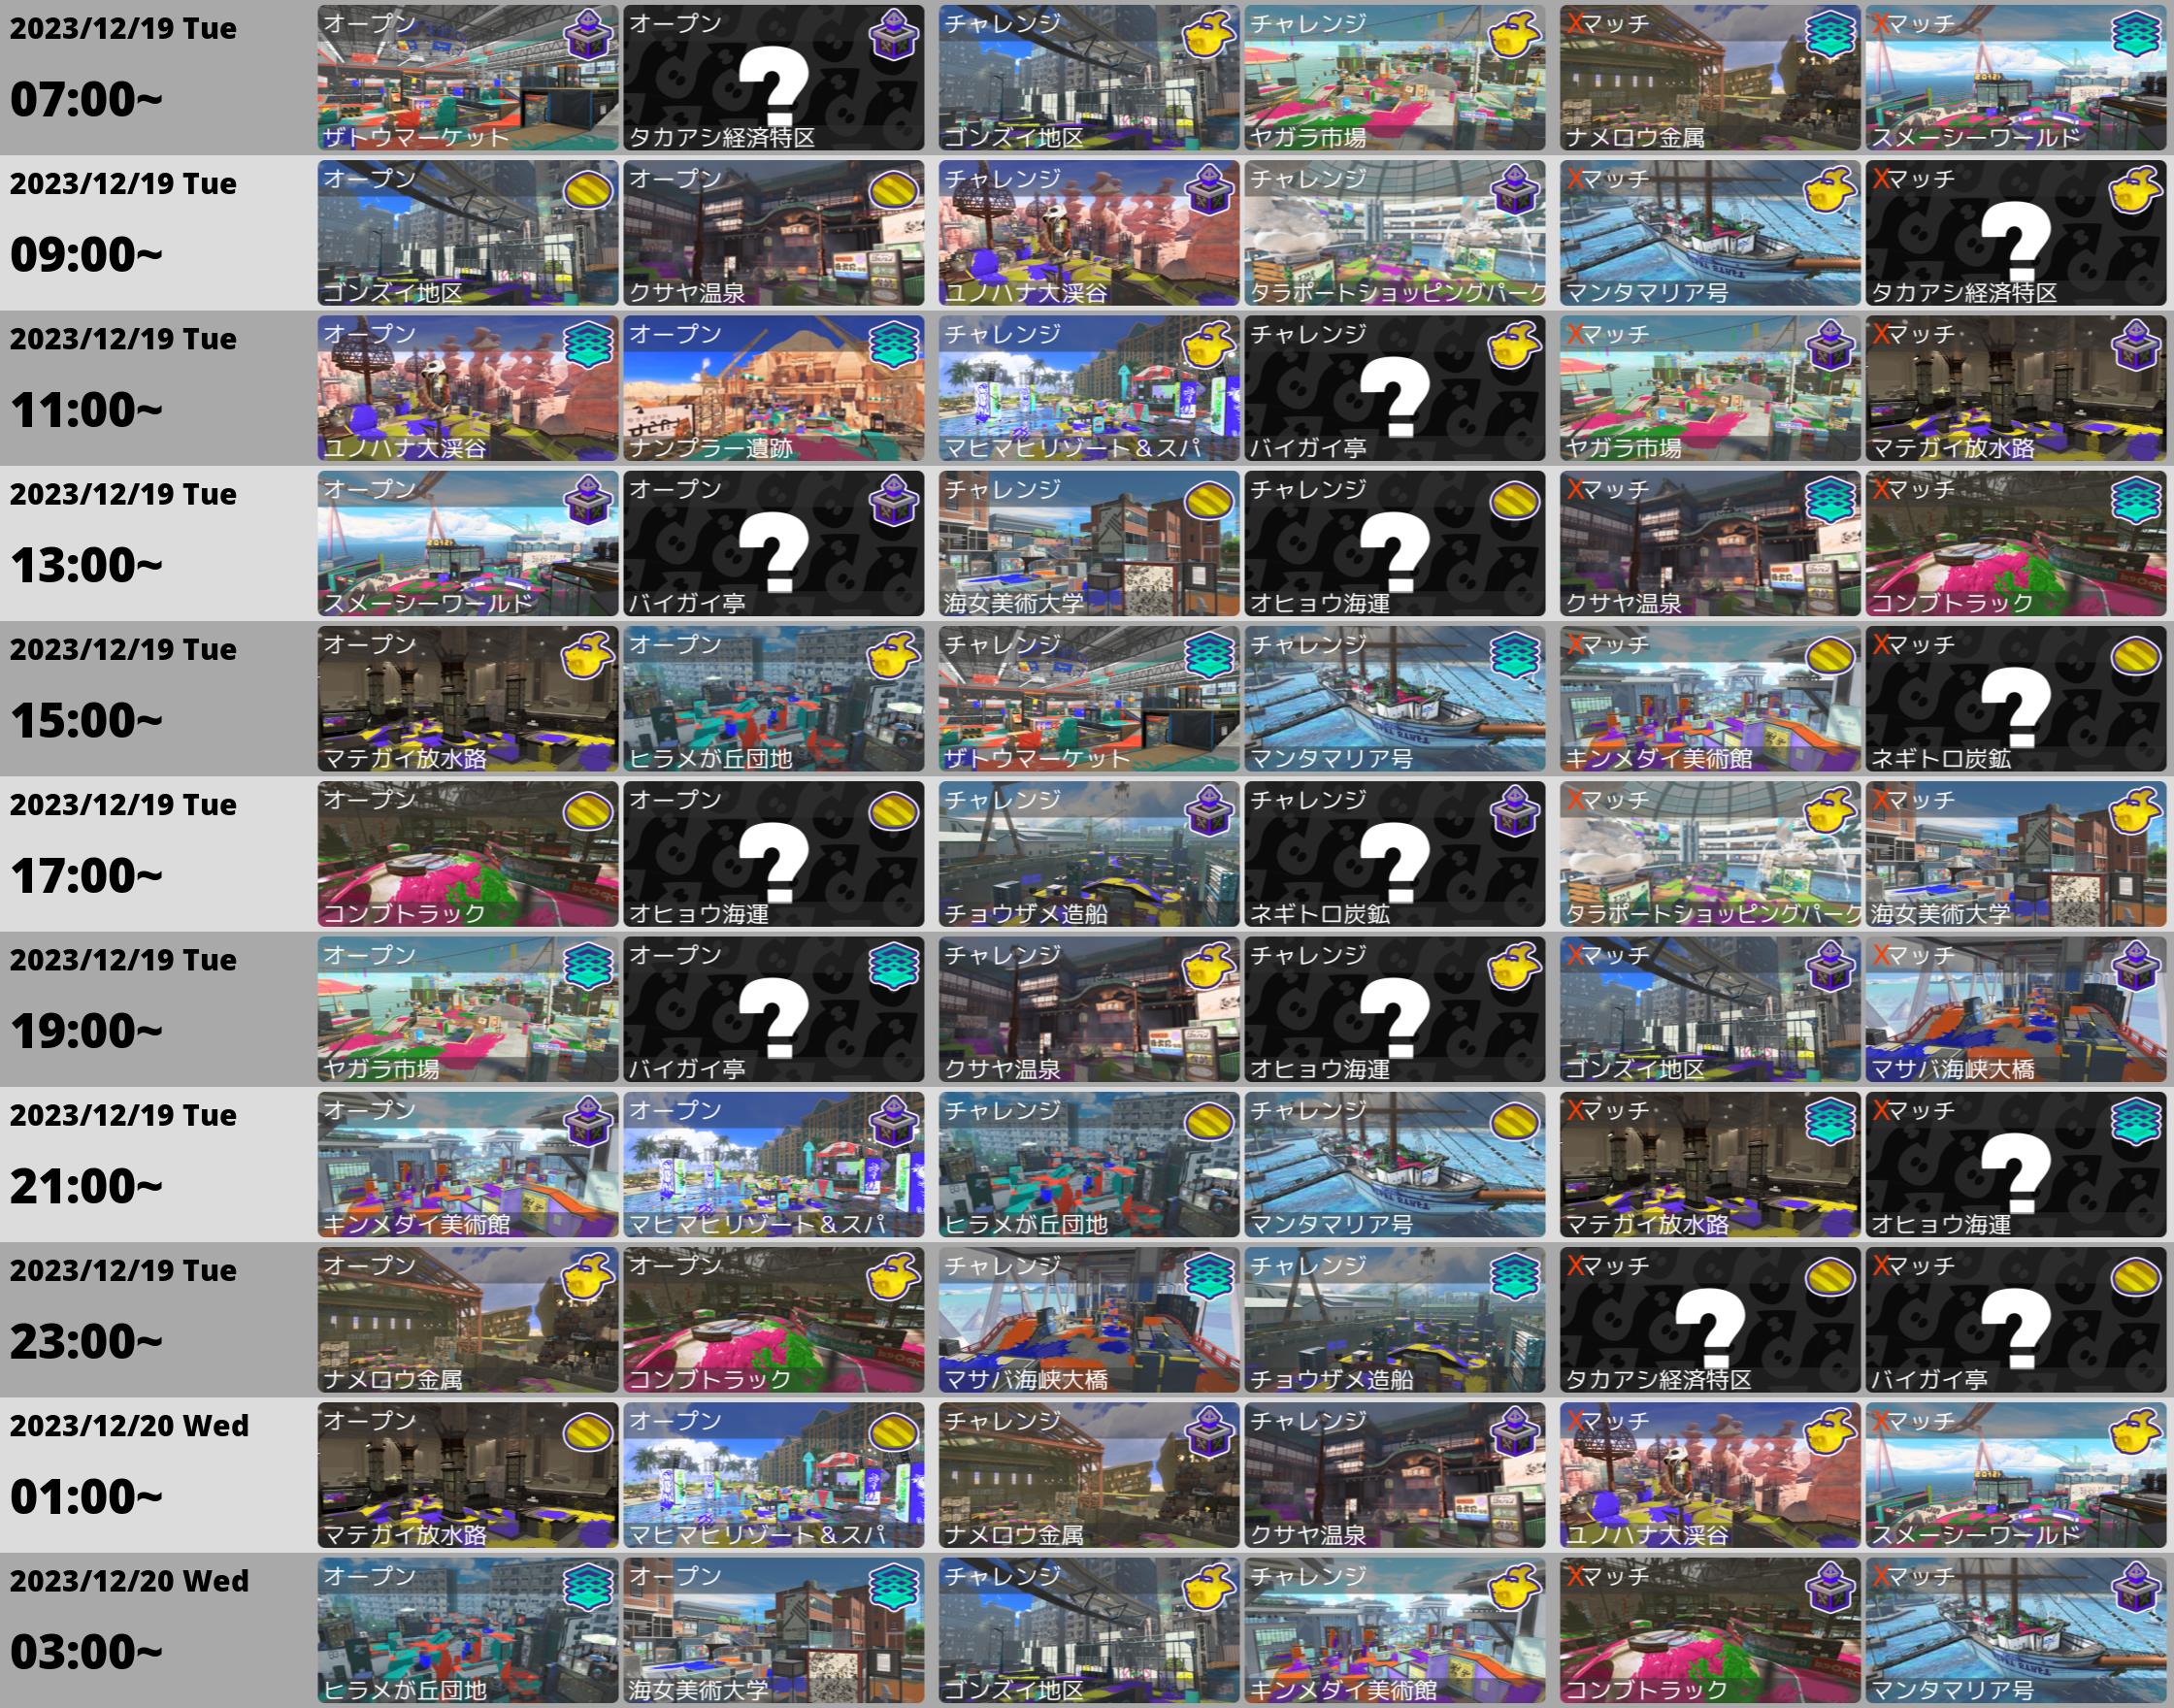 2023/12/19 Tue
07:00~
オープン
ザトウマーケット
オープン
タカアシ経済特区
チャレンジ
ゴンズイ地区
チャレンジ
ヤガラ市場
Xマッチ
ナメロウ金属
Xマッチ
スメーシーワールド
2023/12/19 Tue
09:00~
オープン
ゴンズイ地区
オープン
クサヤ温泉
チャレンジ
ユノハナ大渓谷
チャレンジ
タラポートショッピングパーク
Xマッチ
マンタマリア号
Xマッチ
タカアシ経済特区
2023/12/19 Tue
11:00~
オープン
ユノハナ大渓谷
オープン
ナンプラー遺跡
チャレンジ
マヒマヒリゾート&スパ
チャレンジ
バイガイ亭
Xマッチ
ヤガラ市場
Xマッチ
マテガイ放水路
2023/12/19 Tue
13:00~
オープン
スメーシーワールド
オープン
バイガイ亭
チャレンジ
海女美術大学
チャレンジ
オヒョウ海運
Xマッチ
クサヤ温泉
Xマッチ
コンブトラック
2023/12/19 Tue
15:00~
オープン
マテガイ放水路
オープン
ヒラメが丘団地
チャレンジ
ザトウマーケット
チャレンジ
マンタマリア号
Xマッチ
キンメダイ美術館
Xマッチ
ネギトロ炭鉱
2023/12/19 Tue
17:00~
オープン
コンブトラック
オープン
オヒョウ海運
チャレンジ
チョウザメ造船
チャレンジ
ネギトロ炭鉱
Xマッチ
タラポートショッピングパーク
Xマッチ
海女美術大学
2023/12/19 Tue
19:00~
オープン
ヤガラ市場
オープン
バイガイ亭
チャレンジ
クサヤ温泉
チャレンジ
オヒョウ海運
Xマッチ
ゴンズイ地区
Xマッチ
マサバ海峡大橋
2023/12/19 Tue
21:00~
オープン
キンメダイ美術館
オープン
マヒマヒリゾート&スパ
チャレンジ
ヒラメが丘団地
チャレンジ
マンタマリア号
Xマッチ
マテガイ放水路
Xマッチ
オヒョウ海運
2023/12/19 Tue
23:00~
オープン
ナメロウ金属
オープン
コンブトラック
チャレンジ
マサバ海峡大橋
チャレンジ
チョウザメ造船
Xマッチ
タカアシ経済特区
Xマッチ
バイガイ亭
2023/12/20 Wed
01:00~
オープン
マテガイ放水路
オープン
マヒマヒリゾート&スパ
チャレンジ
ナメロウ金属
チャレンジ
クサヤ温泉
Xマッチ
ユノハナ大渓谷
Xマッチ
スメーシーワールド
2023/12/20 Wed
03:00~
オープン
ヒラメが丘団地
オープン
海女美術大学
チャレンジ
ゴンズイ地区
チャレンジ
キンメダイ美術館
Xマッチ
コンブトラック
Xマッチ
マンタマリア号